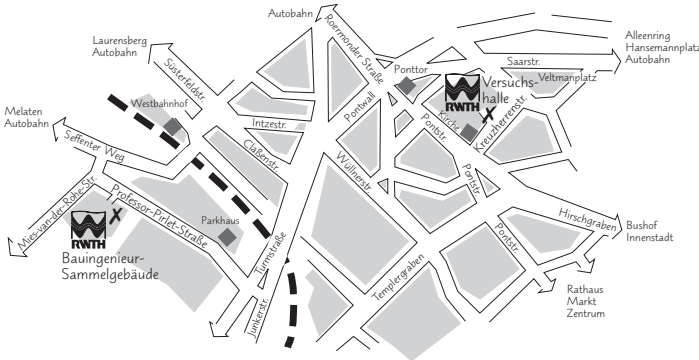 Autobahn
Laurensberg
Autobahn
Roermonder Straße
Alleenring
Hansemannplatz
Autobahn
Süsterfeldstr.
Ponttor
Saarstr.
Veltmanplatz
Versuchs-
halle
RWTH
Westbahnhof
Melaten
Autobahn
Pontwall
Kirche
Kreuzherrenstr.
Intzestr.
Pontstr.
Seffenter Weg
Claßenstr.
Wüllnerstr
Pontstr.
Mies-van-der-Rohe-Str.
Professor-Pirlet-Straße
RWTH
Parkhaus
Hirschgraben
Bushof
Innenstadt
Bauingenieur-
Sammelgebäude
Turmstraße
Pontstr.
Templergraben
Junkerstr.
Rathaus
Markt
Zentrum